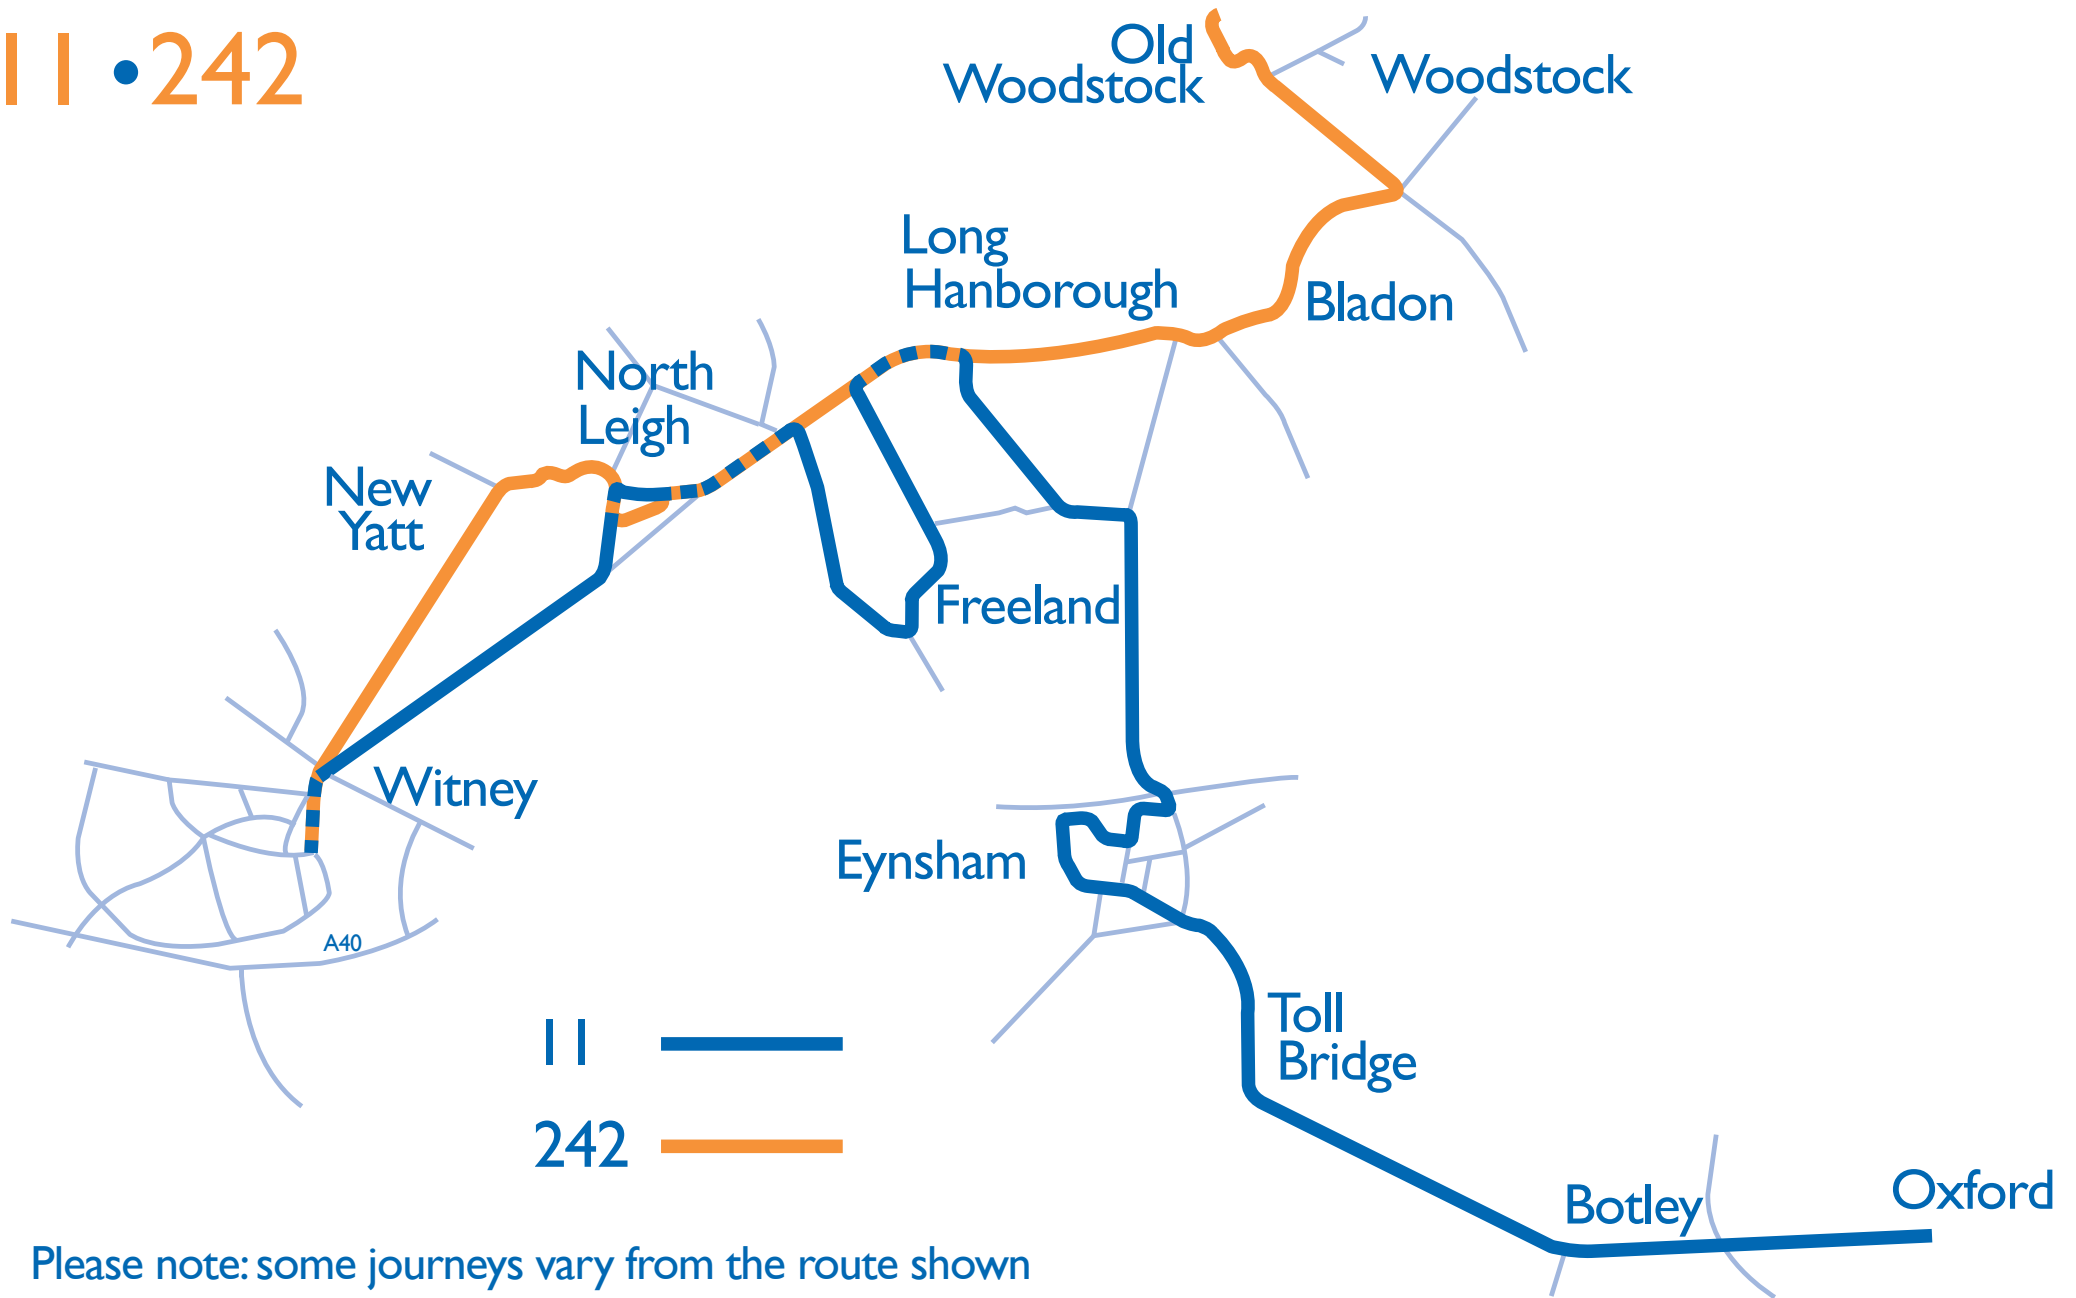 11 • 242
Old
Woodstock
Woodstock
Long
Hanborough
Bladon
North
Leigh
New
Yatt
Freeland
Witney
Eynsham
A40
Toll
Bridge
11
242
Botley
Oxford
Please note: some journeys vary from the route shown